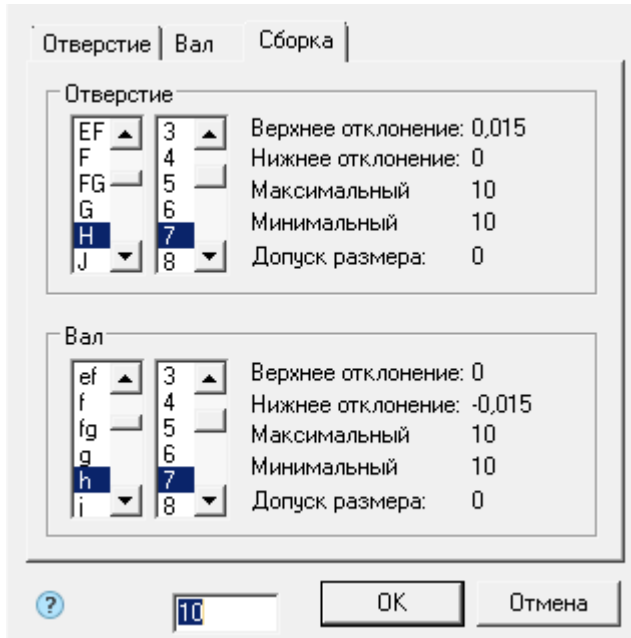 Отверстие Вал Сборка
Отверстие
EF 3 Верхнее отклонение: 0,015
F 4 Нижнее отклонение: 0
FG 5 Максимальный 10
G 6 Минимальный 10
H 7 Допуск размера: 0
J 8
Вал
ef 3 Верхнее отклонение: 0
f 4 Нижнее отклонение: -0,015
fg 5 Максимальный 10
g 6 Минимальный 10
h 7 Допуск размера: 0
i 8
? 10 OK Отмена